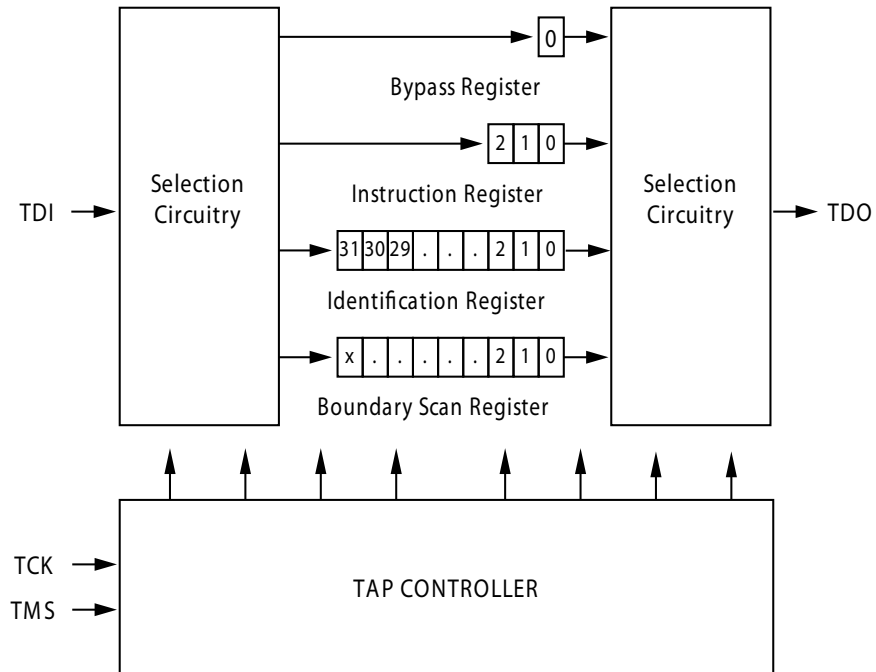 0
Bypass Register
2 1 0
Instruction Register
Selection
Circuitry
Selection
Circuitry
TDI
TDO
31 30 29 . . . 2 1 0
Identification Register
x . . . . . 2 1 0
Boundary Scan Register
TCK
TMS
TAP CONTROLLER